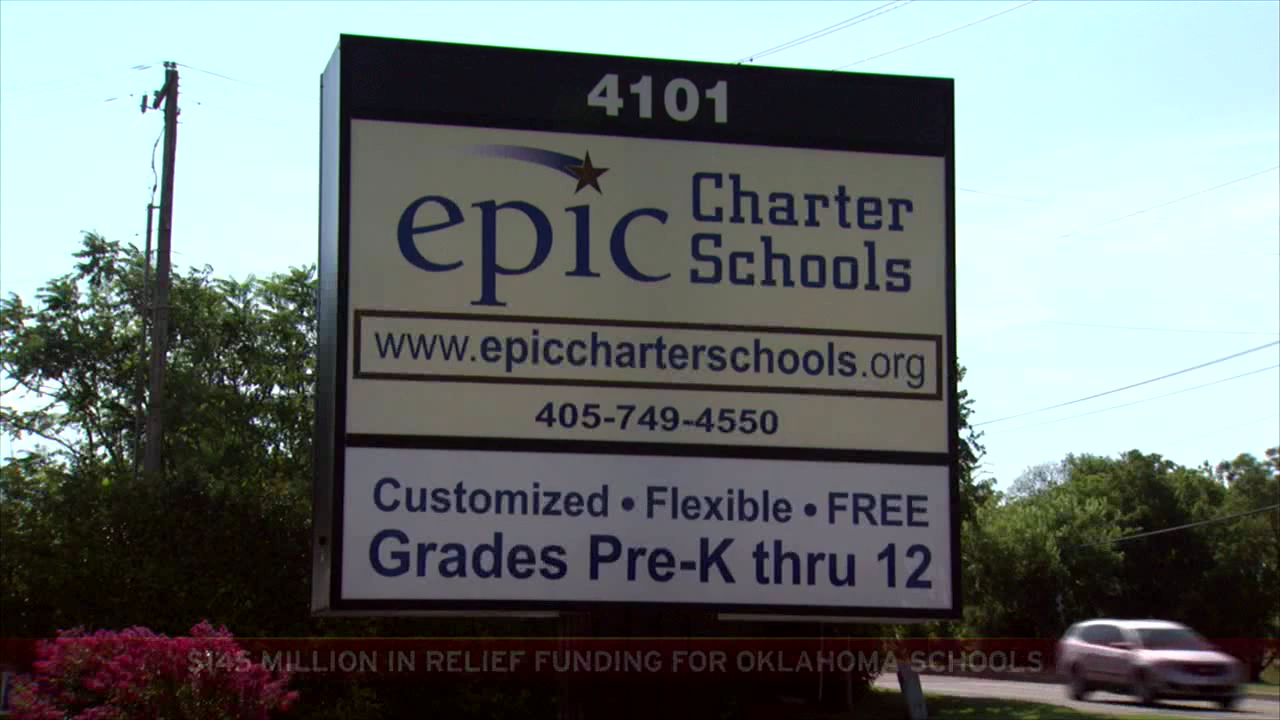 4101
epic Charter Schools
www.epiccharterschools.org
405-749-4550
Customized • Flexible • FREE
Grades Pre-K thru 12
$145 MILLION IN RELIEF FUNDING FOR OKLAHOMA SCHOOLS